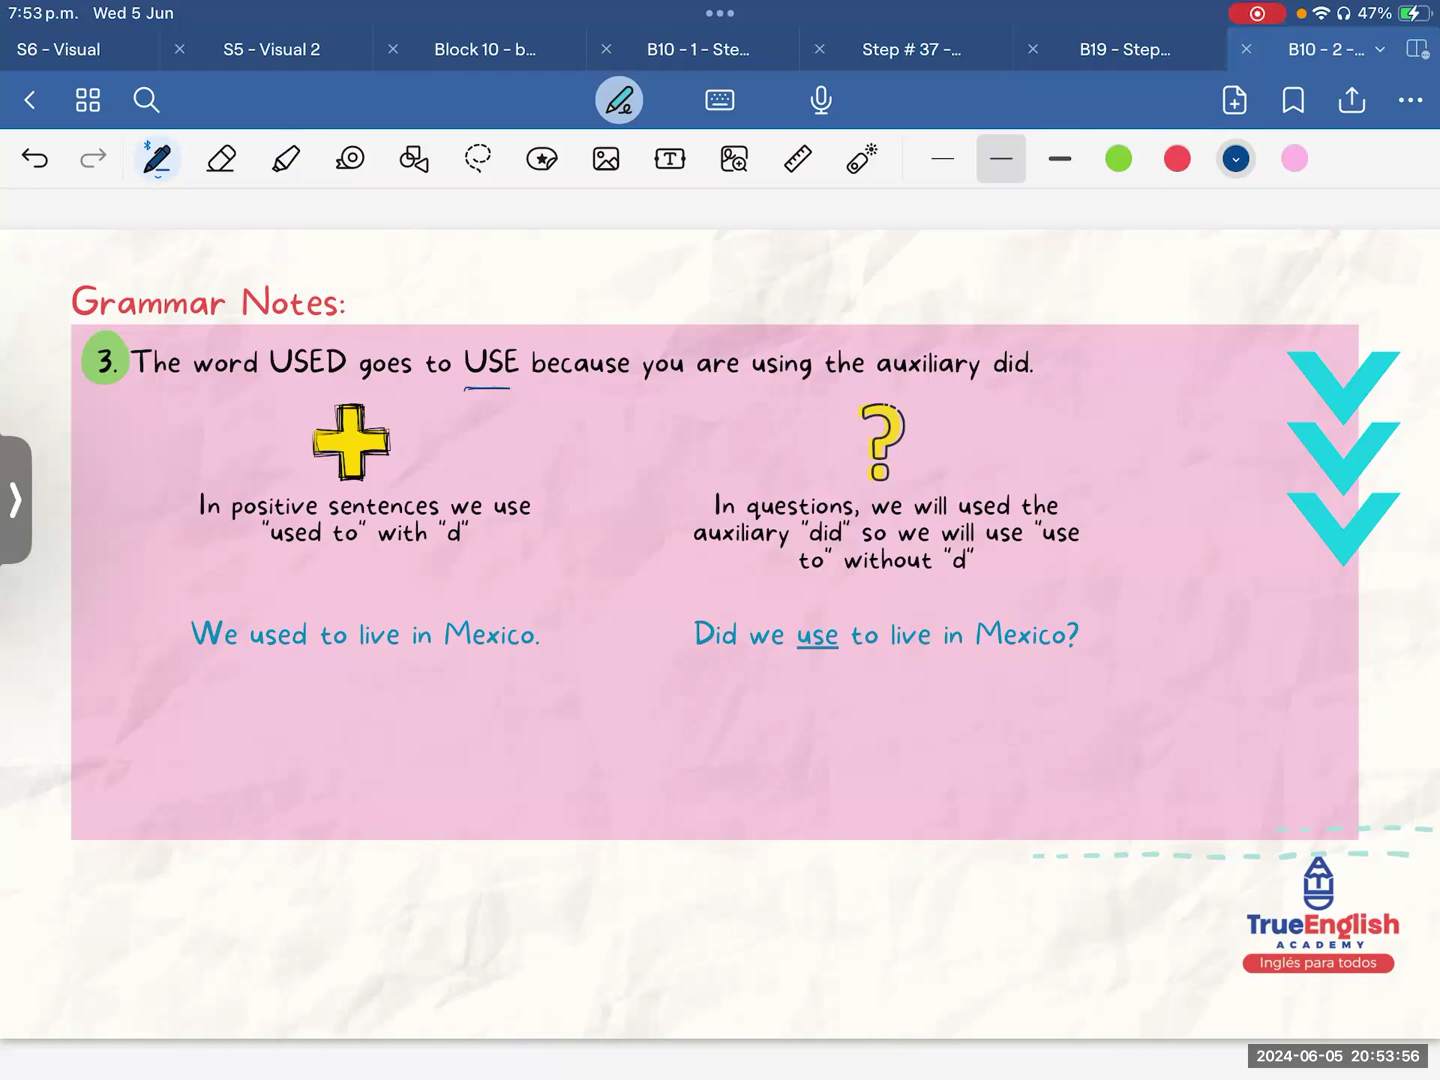 7:53 p.m. Wed 5 Jun
47%
S6 - Visual
S5 - Visual 2
Block 10 - b...
B10 - 1 - Ste...
Step # 37 -...
B19 - Step...
B10 - 2 -...
Grammar Notes:
3. The word USED goes to USE because you are using the auxiliary did.
In positive sentences we use
"used to" with "d"
In questions, we will used the
auxiliary "did" so we will use "use
to" without "d"
We used to live in Mexico.
Did we use to live in Mexico?
TrueEnglish
ACADEMY
Inglés para todos
2024-06-05 20:53:56